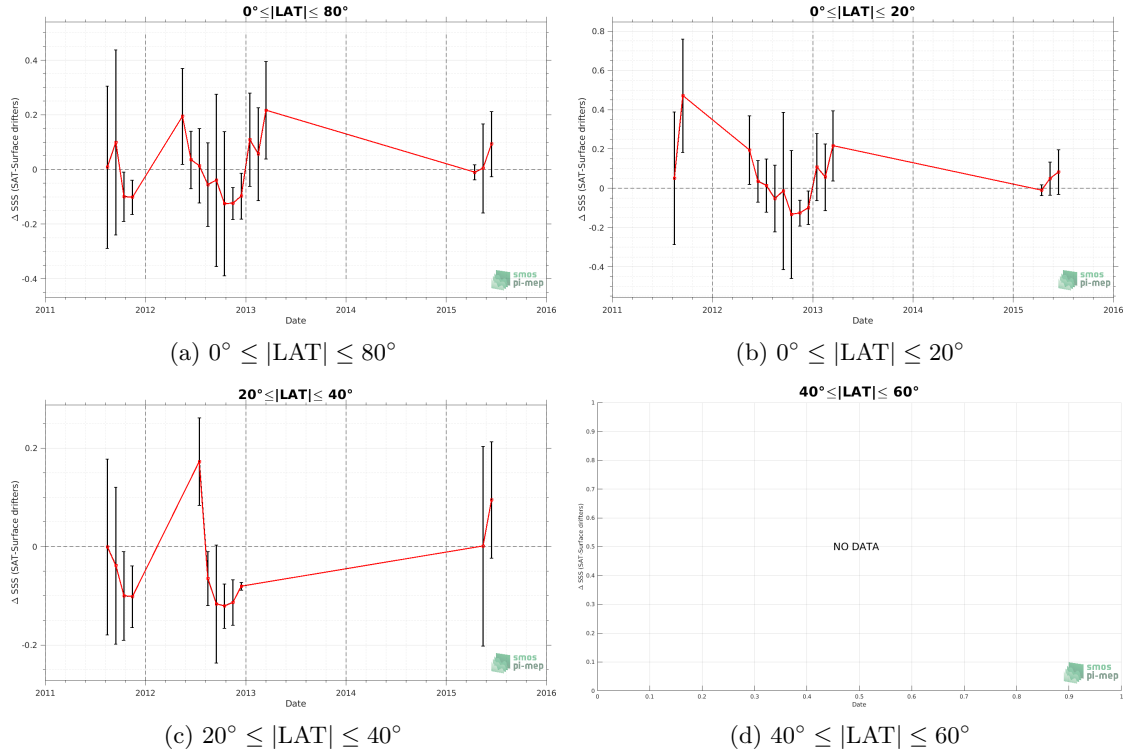 0°≤|LAT|≤ 80°
Δ SSS (SAT-Surface drifters)
0.4
0.2
0
-0.2
-0.4
2011 2012 2013 2014 2015 2016
Date
smos
pi-mep
(a) 0° ≤ |LAT| ≤ 80°
0°≤|LAT|≤ 20°
Δ SSS (SAT-Surface drifters)
0.8
0.6
0.4
0.2
0
-0.2
-0.4
2011 2012 2013 2014 2015 2016
Date
smos
pi-mep
(b) 0° ≤ |LAT| ≤ 20°
20°≤|LAT|≤ 40°
Δ SSS (SAT-Surface drifters)
0.2
0
-0.2
2011 2012 2013 2014 2015 2016
Date
smos
pi-mep
(c) 20° ≤ |LAT| ≤ 40°
40°≤|LAT|≤ 60°
Δ SSS (SAT-Surface drifters)
1
0.9
0.8
0.7
0.6
0.5
0.4
0.3
0.2
0.1
0
NO DATA
0 0.1 0.2 0.3 0.4 0.5 0.6 0.7 0.8 0.9 1
Date
smos
pi-mep
(d) 40° ≤ |LAT| ≤ 60°